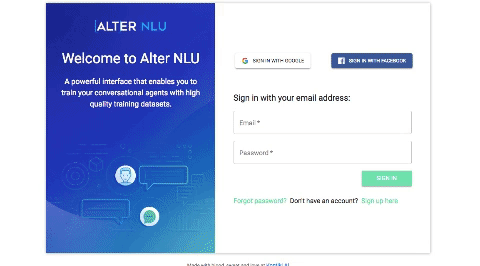 ALTER NLU
Welcome to Alter NLU
A powerful interface that enables you to
train your conversational agents with high
quality training datasets.
SIGN IN WITH GOOGLE
SIGN IN WITH FACEBOOK
Sign in with your email address:
Email *
Password *
SIGN IN
Forgot password? Don't have an account? Sign up here